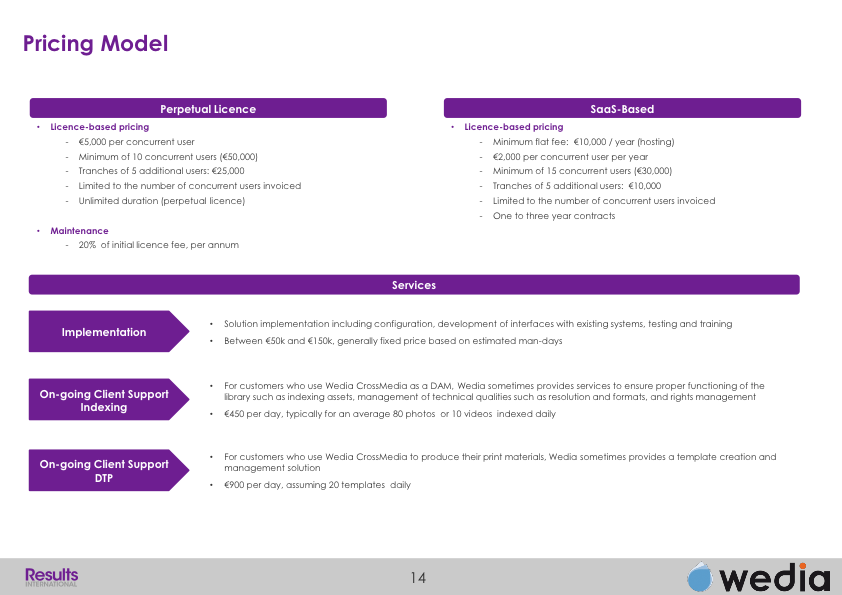 Pricing Model
Perpetual Licence
• Licence-based pricing
- €5,000 per concurrent user
- Minimum of 10 concurrent users (€50,000)
- Tranches of 5 additional users: €25,000
- Limited to the number of concurrent users invoiced
- Unlimited duration (perpetual licence)
• Maintenance
- 20% of initial licence fee, per annum
SaaS-Based
• Licence-based pricing
- Minimum flat fee: €10,000 / year (hosting)
- €2,000 per concurrent user per year
- Minimum of 15 concurrent users (€30,000)
- Tranches of 5 additional users: €10,000
- Limited to the number of concurrent users invoiced
- One to three year contracts
Services
Implementation
• Solution implementation including configuration, development of interfaces with existing systems, testing and training
• Between €50k and €150k, generally fixed price based on estimated man-days
On-going Client Support
Indexing
• For customers who use Wedia CrossMedia as a DAM, Wedia sometimes provides services to ensure proper functioning of the
library such as indexing assets, management of technical qualities such as resolution and formats, and rights management
• €450 per day, typically for an average 80 photos or 10 videos indexed daily
On-going Client Support
DTP
• For customers who use Wedia CrossMedia to produce their print materials, Wedia sometimes provides a template creation and
management solution
• €900 per day, assuming 20 templates daily
Results
INTERNATIONAL
14
wedia